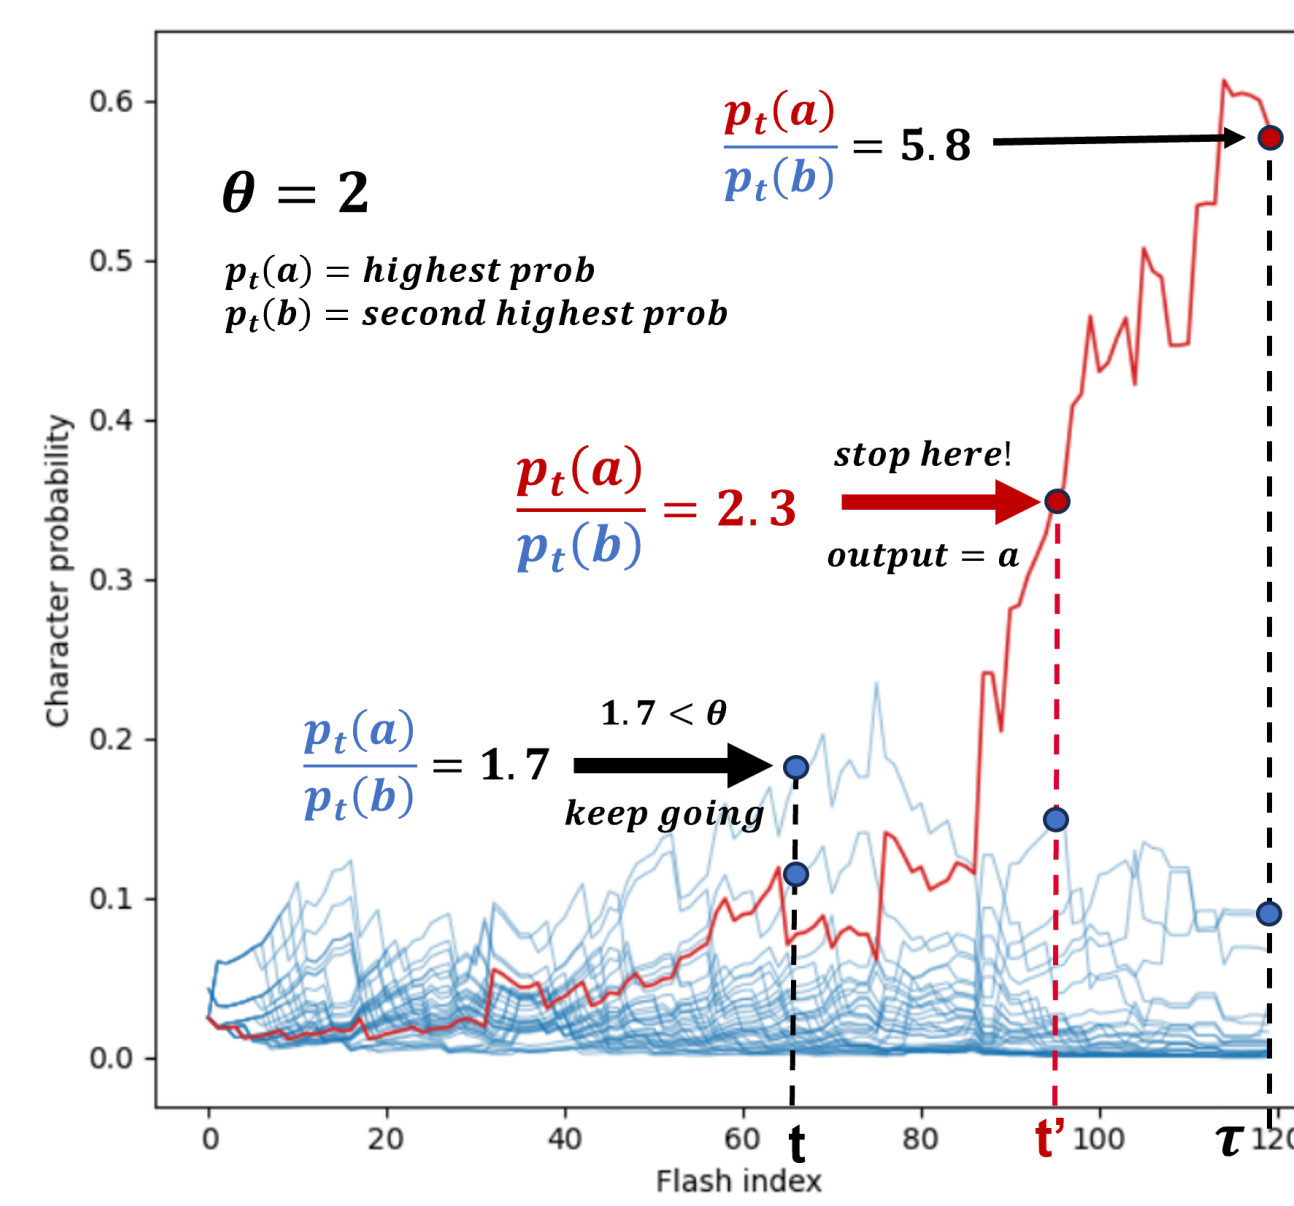 0.6
p_t(a)
p_t(b)
= 5.8
θ = 2
0.5
p_t(a) = highest prob
p_t(b) = second highest prob
0.4
Character probability
stop here!
p_t(a)
p_t(b)
= 2.3
output = a
0.3
0.2
1.7 < θ
p_t(a)
p_t(b)
= 1.7
keep going
0.1
0.0
0 20 40 60 t 80 t’ 100 τ 120
Flash index